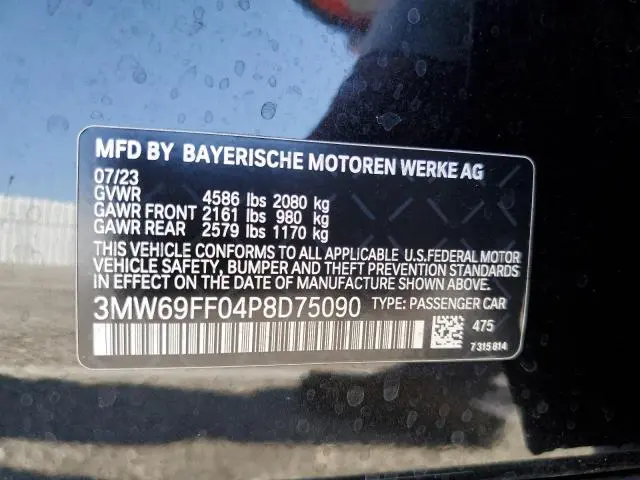 MFD BY BAYERISCHE MOTOREN WERKE AG
07/23
GVWR 4586 lbs 2080 kg
GAWR FRONT 2161 lbs 980 kg
GAWR REAR 2579 lbs 1170 kg
THIS VEHICLE CONFORMS TO ALL APPLICABLE U.S.FEDERAL MOTOR
VEHICLE SAFETY, BUMPER, AND THEFT PREVENTION STANDARDS
IN EFFECT ON THE DATE OF MANUFACTURE SHOWN ABOVE.
3MW69FF04P8D75090 TYPE: PASSENGER CAR
475
7 315 814